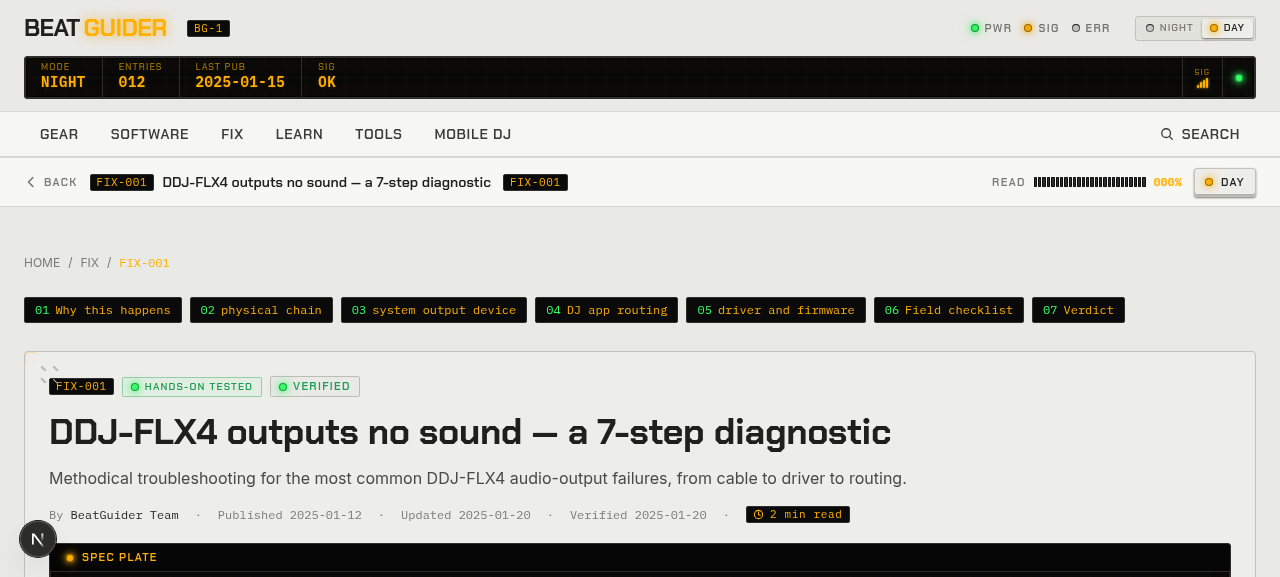 BEAT GUIDER BG-1 PWR SIG ERR NIGHT DAY
MODE ENTRIES LAST PUB SIG SIG
NIGHT 012 2025-01-15 OK
GEAR SOFTWARE FIX LEARN TOOLS MOBILE DJ SEARCH
BACK FIX-001 DDJ-FLX4 outputs no sound — a 7-step diagnostic FIX-001 READ 000% DAY
HOME / FIX / FIX-001
01 Why this happens 02 physical chain 03 system output device 04 DJ app routing 05 driver and firmware 06 Field checklist 07 Verdict
FIX-001 HANDS-ON TESTED VERIFIED
DDJ-FLX4 outputs no sound — a 7-step diagnostic
Methodical troubleshooting for the most common DDJ-FLX4 audio-output failures, from cable to driver to routing.
By BeatGuider Team · Published 2025-01-12 · Updated 2025-01-20 · Verified 2025-01-20 · 2 min read
N
SPEC PLATE